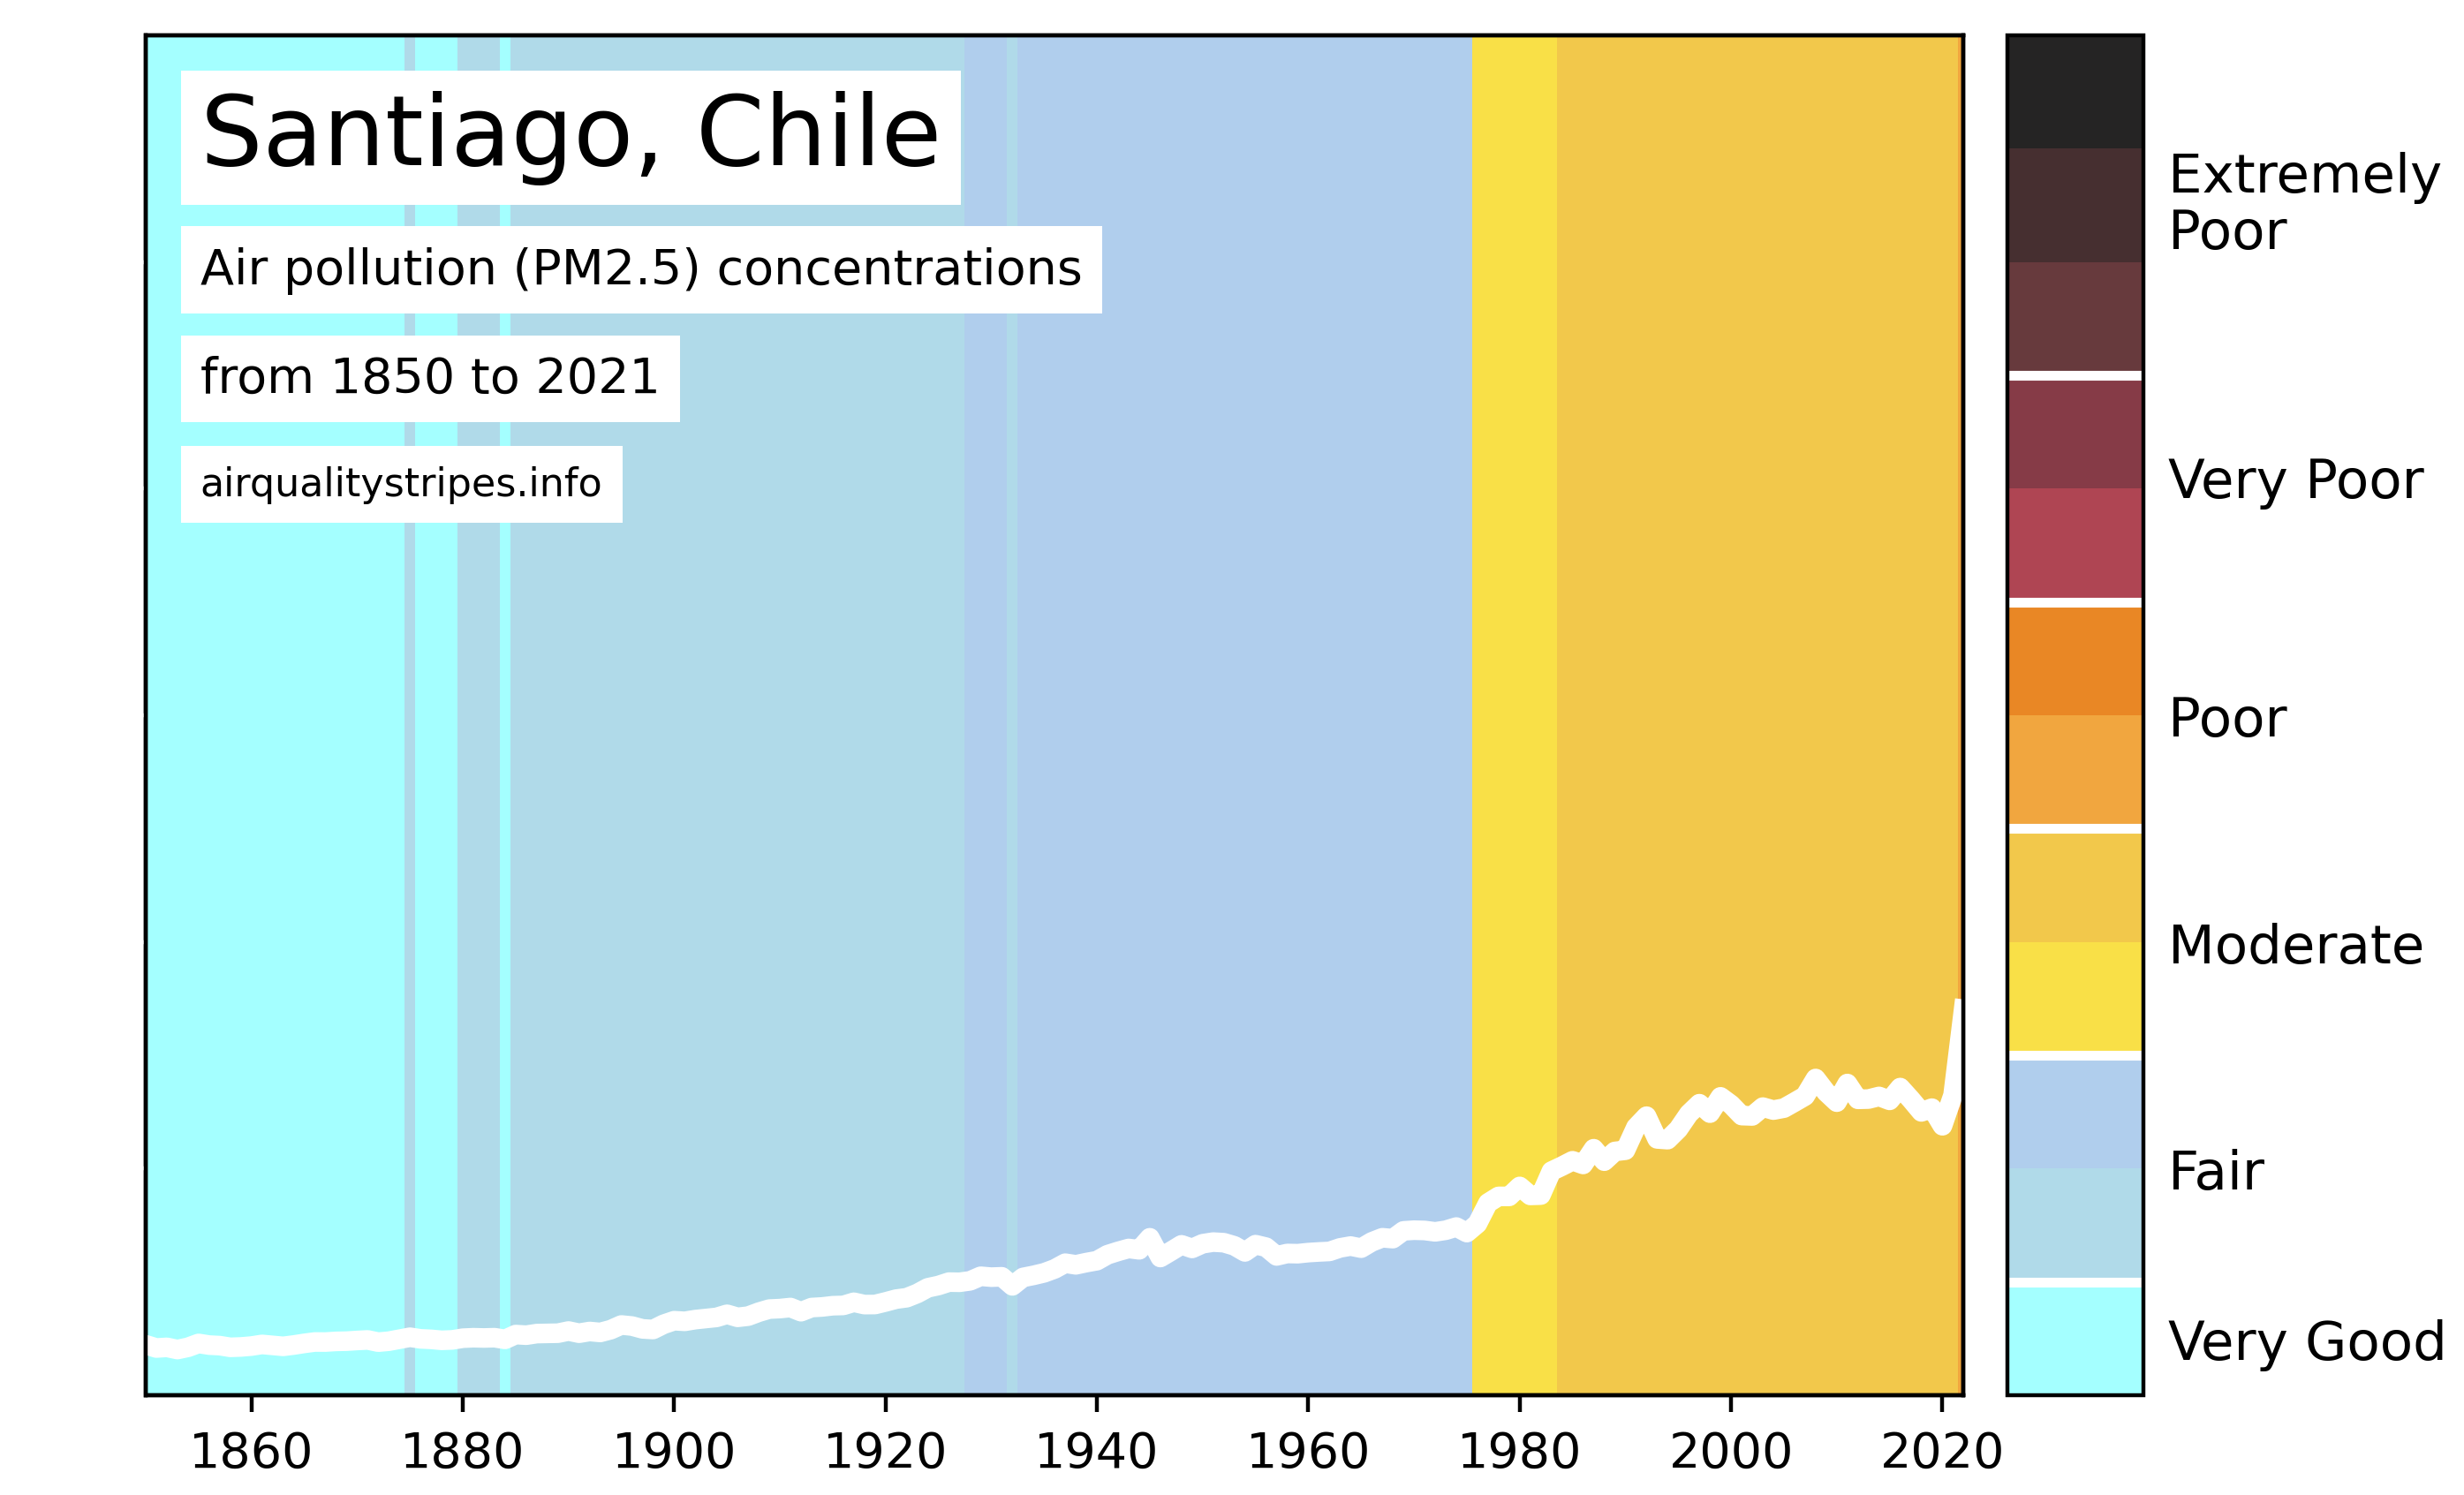 Santiago, Chile
Air pollution (PM2.5) concentrations
from 1850 to 2021
airqualitystripes.info
Extremely
Poor
Very Poor
Poor
Moderate
Fair
Very Good
1860 1880 1900 1920 1940 1960 1980 2000 2020